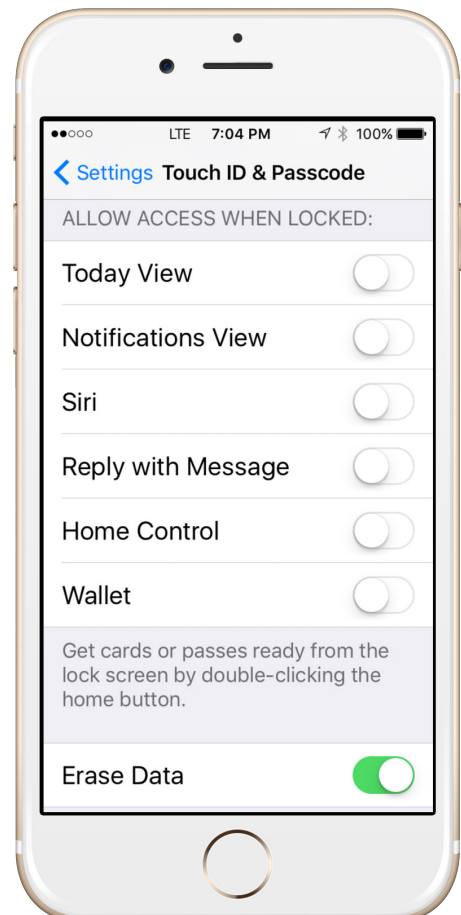 LTE 7:04 PM 100%
Settings Touch ID & Passcode
ALLOW ACCESS WHEN LOCKED:
Today View
Notifications View
Siri
Reply with Message
Home Control
Wallet
Get cards or passes ready from the
lock screen by double-clicking the
home button.
Erase Data